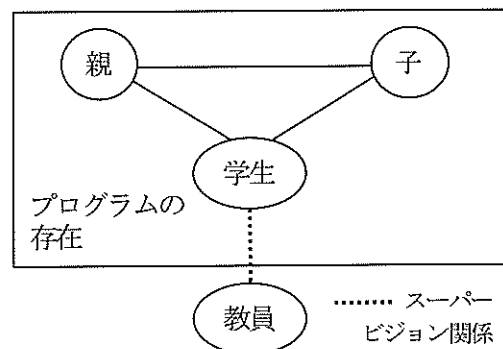 親
子
学生
プログラムの
存在
教員
スーパー
ビジョン関係